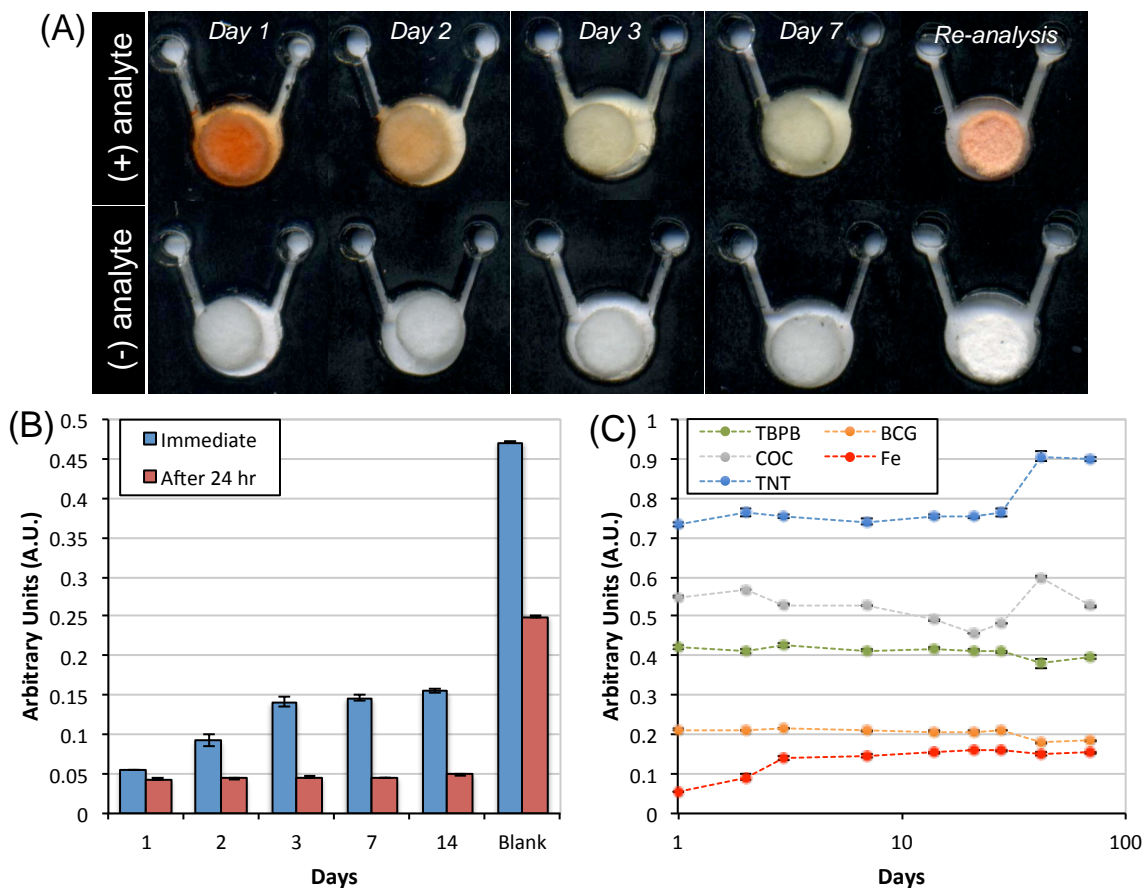 (A)
Day 1
Day 2
Day 3
Day 7
Re-analysis
(+) analyte
(-) analyte
(B)
0.5
0.45
0.4
0.35
0.3
0.25
0.2
0.15
0.1
0.05
0
Arbitrary Units (A.U.)
Immediate
After 24 hr
1
2
3
7
14
Blank
Days
(C)
1
0.9
0.8
0.7
0.6
0.5
0.4
0.3
0.2
0.1
0
Arbitrary Units (A.U.)
TBPB
BCG
COC
Fe
TNT
1
10
100
Days